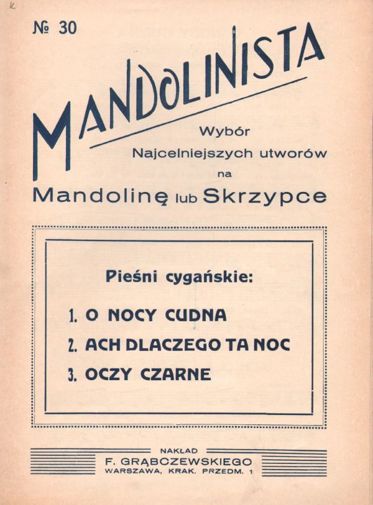 № 30
MANDOLINISTA
Wybór
Najcelniejszych utworów
na
Mandolinę lub Skrzypce
Pieśni cygańskie:
1. O NOCY CUDNA
2. ACH DLACZEGO TA NOC
3. OCZY CZARNE
NAKŁAD
F. GRĄBCZEWSKIEGO
WARSZAWA, KRAK. PRZEDM. 1